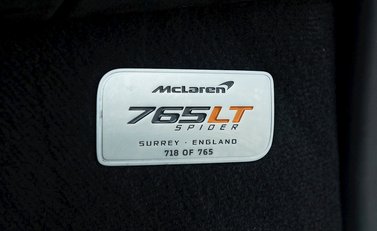 McLaren
765LT
SPIDER
SURREY · ENGLAND
718 OF 765